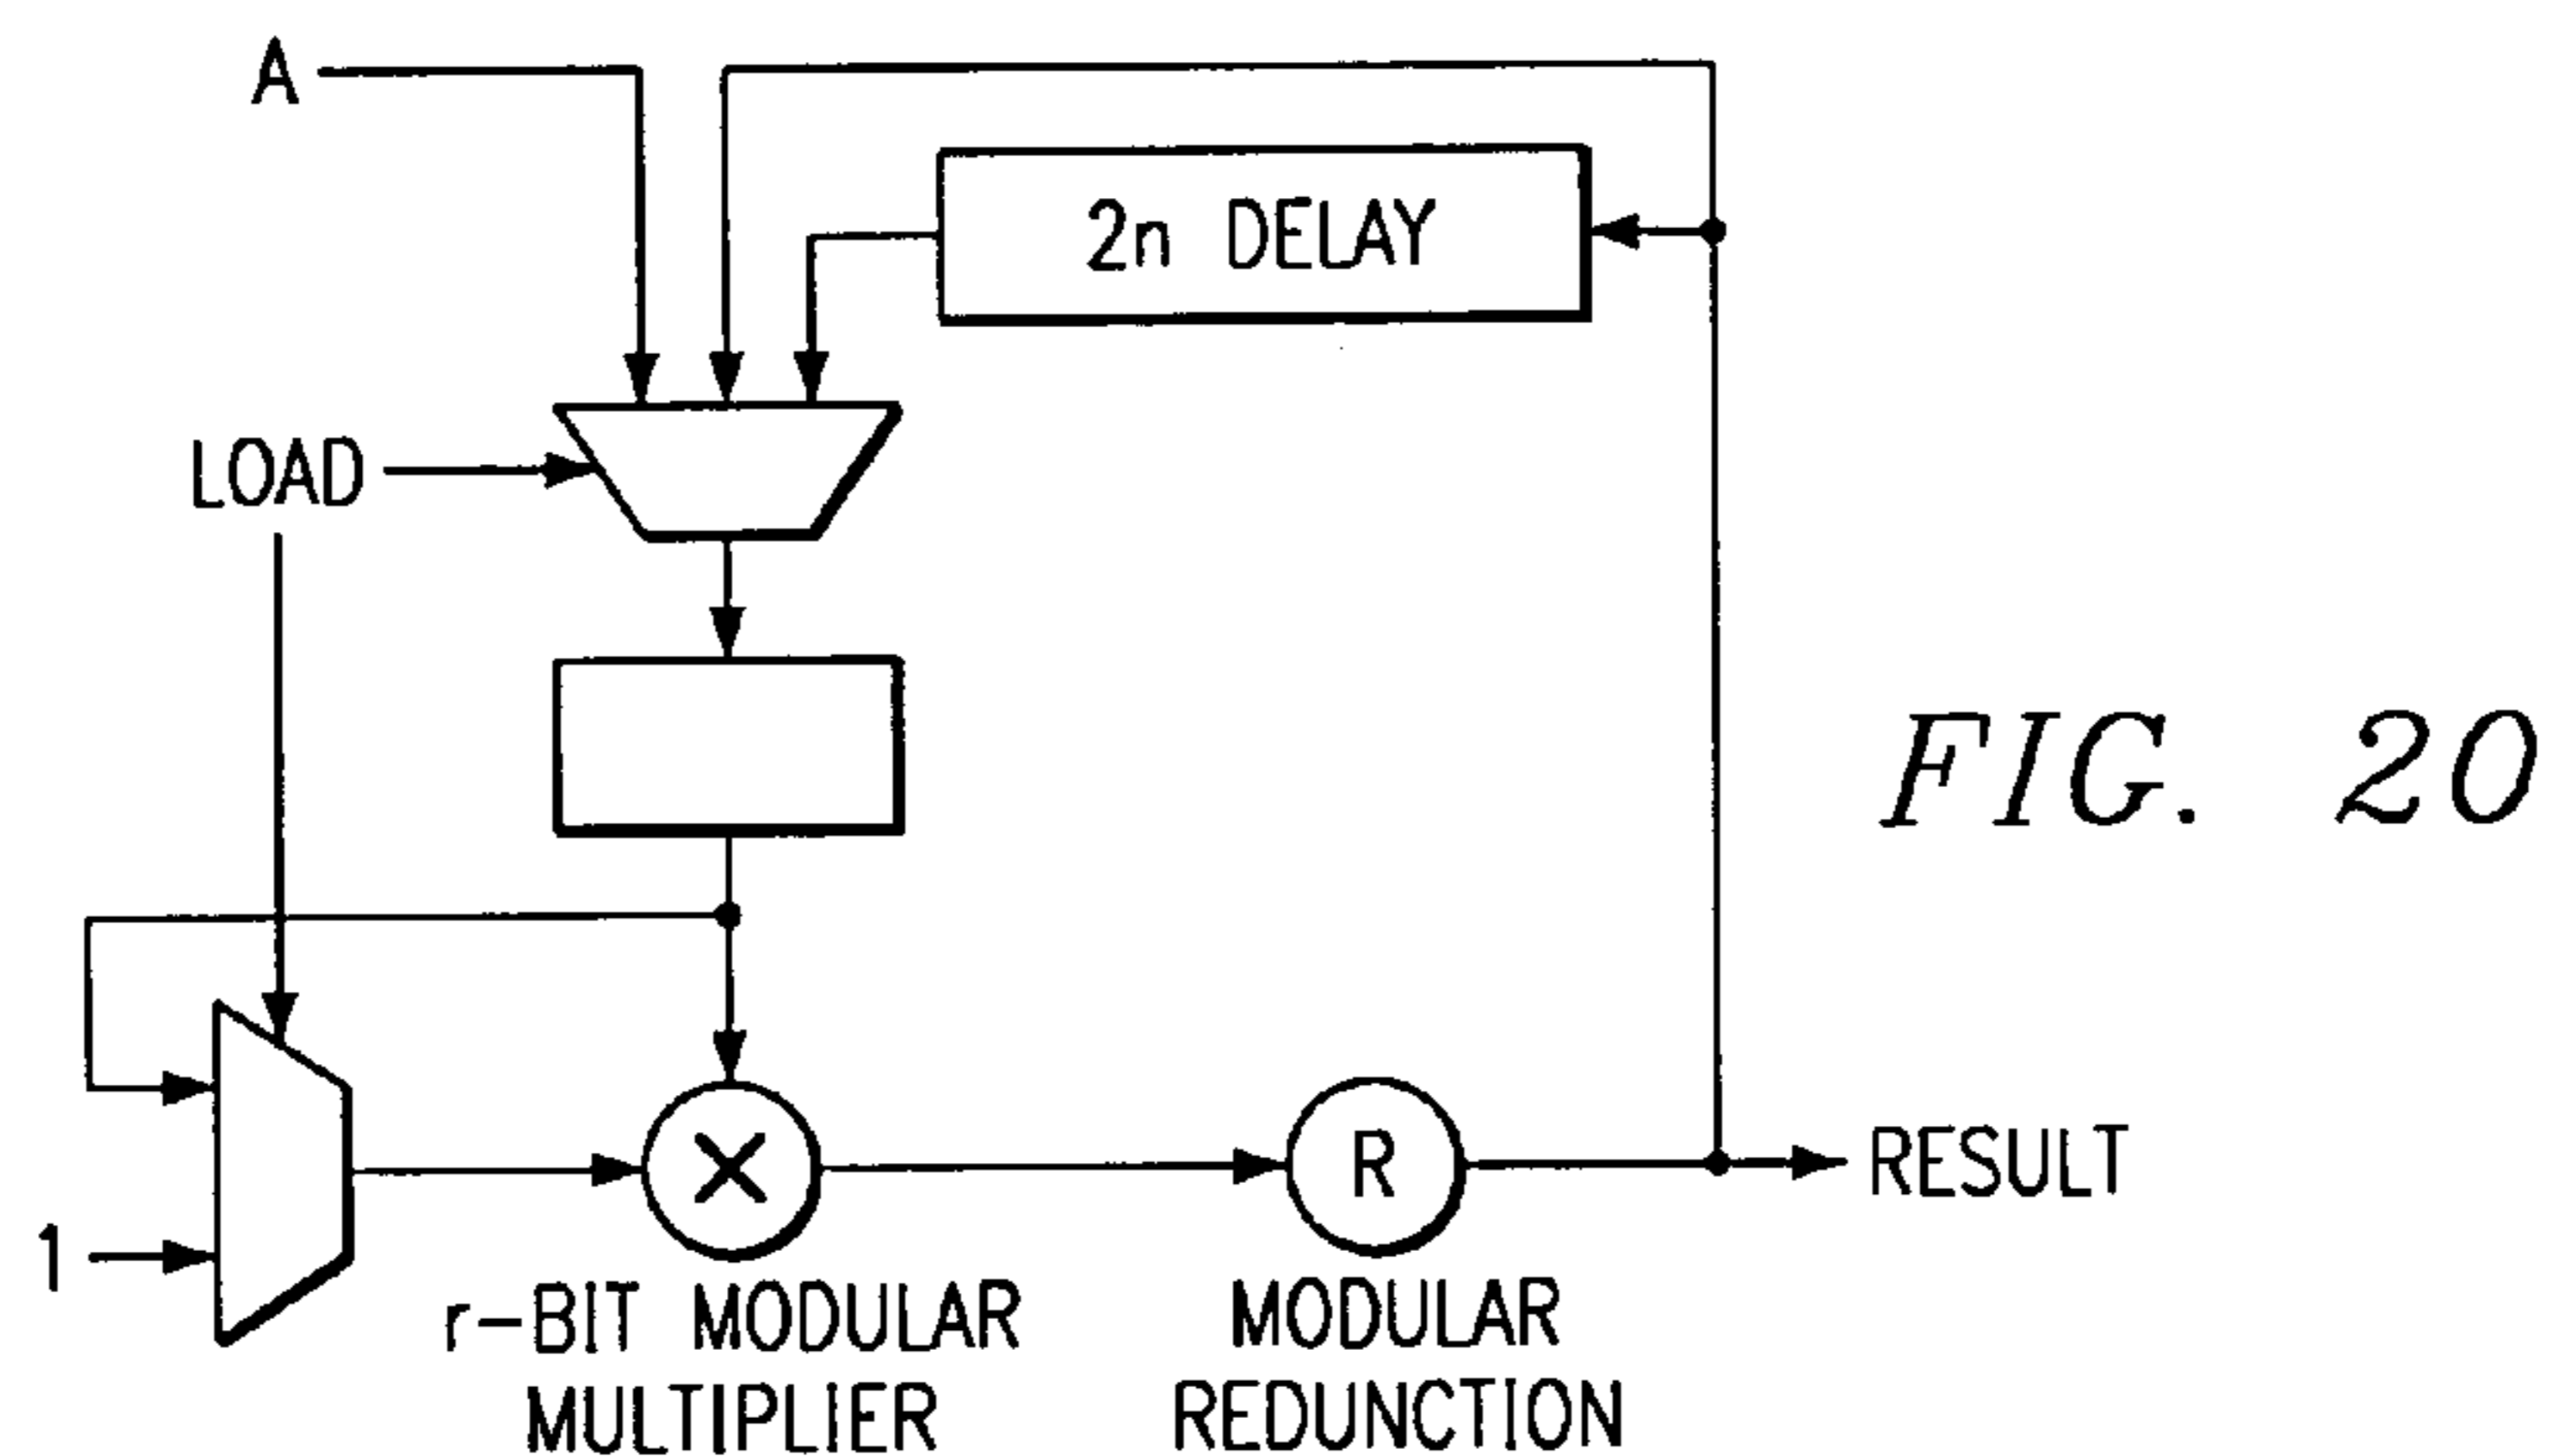 A
2n DELAY
LOAD
FIG. 20
1
R
RESULT
r-BIT MODULAR
MULTIPLIER
MODULAR
REDUNCTION